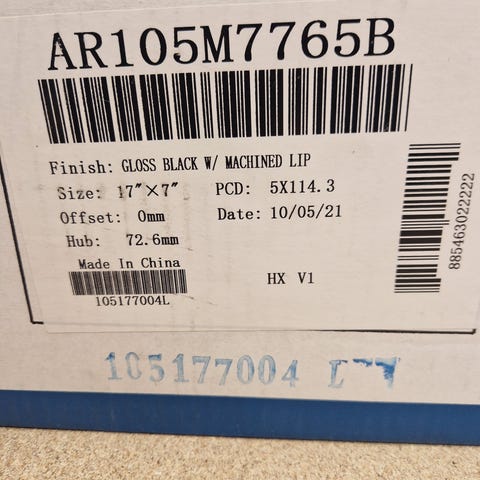 AR105M7765B
Finish: GLOSS BLACK W/ MACHINED LIP
Size: 17"×7" PCD: 5X114.3
Offset: 0mm Date: 10/05/21
Hub: 72.6mm
Made In China
105177004L
HX V1
885463022222
105177004 L